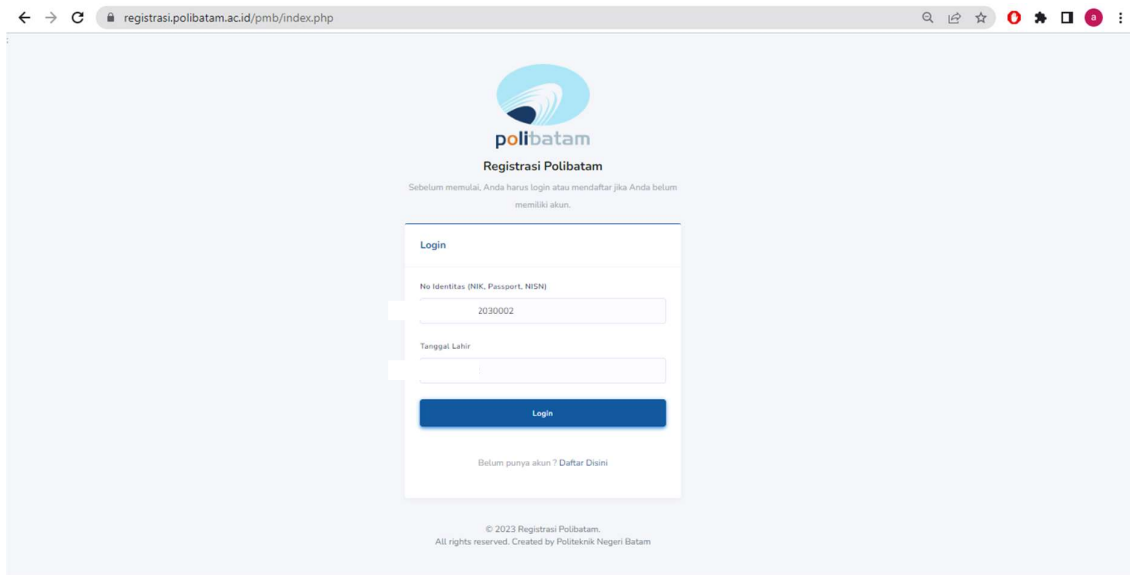 registrasi.polibatam.ac.id/pmb/index.php
a
polibatam
Registrasi Polibatam
Sebelum memulai, Anda harus login atau mendaftar jika Anda belum
memiliki akun.
Login
No Identitas (NIK, Passport, NISN)
2030002
Tanggal Lahir
Login
Belum punya akun ? Daftar Disini
© 2023 Registrasi Polibatam.
All rights reserved. Created by Politeknik Negeri Batam